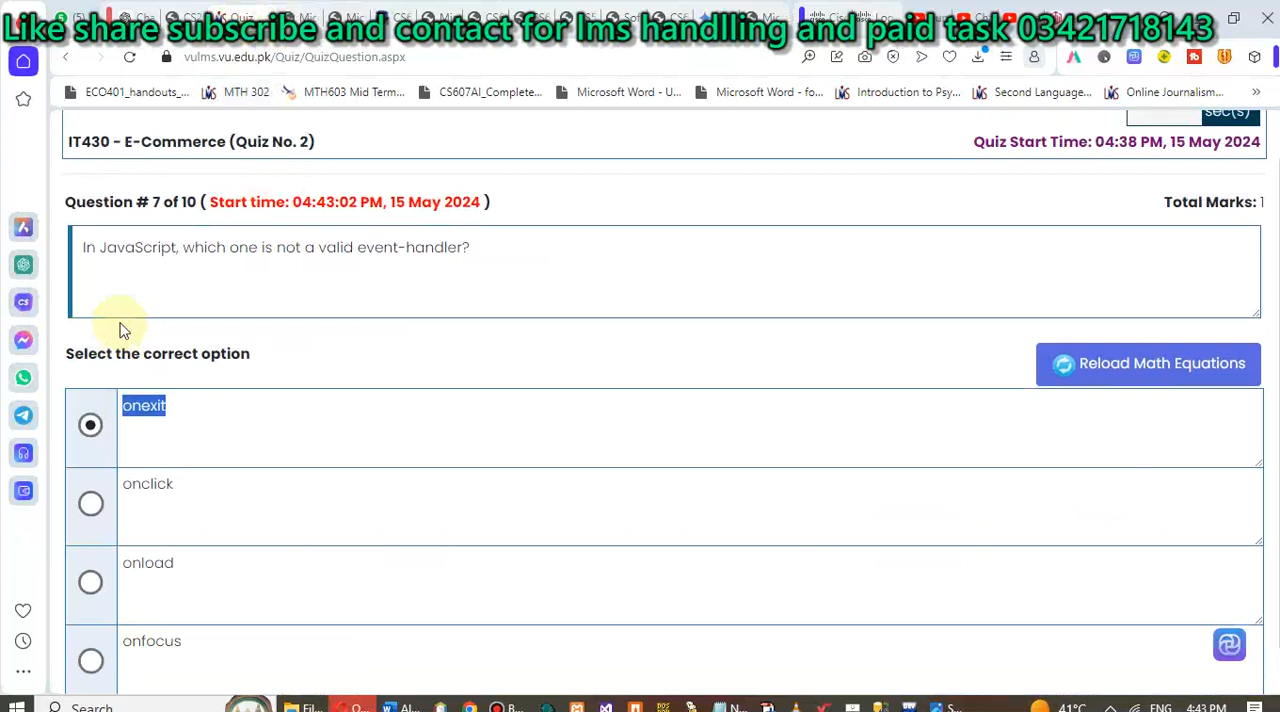 Like share subscribe and contact for lms handlling and paid task 03421718143
vulms.vu.edu.pk/Quiz/QuizQuestion.aspx
ECO401_handouts_...
MTH 302
MTH603 Mid Term...
CS607AI_Complete...
Microsoft Word - U...
Microsoft Word - fo...
Introduction to Psy...
Second Language...
Online Journalism...
sec(s)
IT430 - E-Commerce (Quiz No. 2)
Quiz Start Time: 04:38 PM, 15 May 2024
Question # 7 of 10 ( Start time: 04:43:02 PM, 15 May 2024 )
Total Marks: 1
In JavaScript, which one is not a valid event-handler?
Select the correct option
Reload Math Equations
onexit
onclick
onload
onfocus
Search
41°C
ENG
4:43 PM